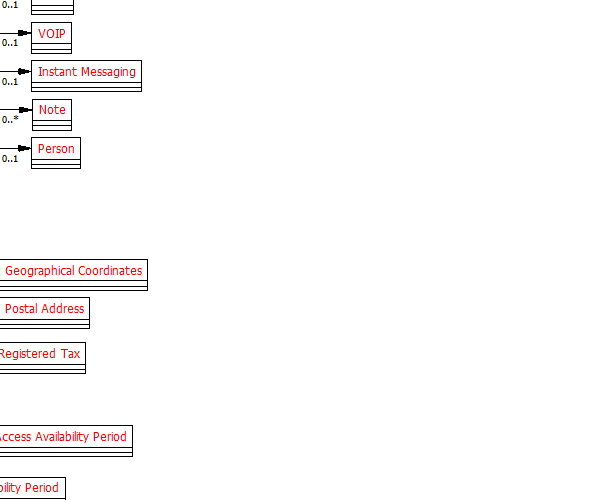 0..1
VOIP
0..1
Instant Messaging
0..1
Note
0..*
Person
0..1
Geographical Coordinates
Postal Address
Registered Tax
Access Availability Period
Period